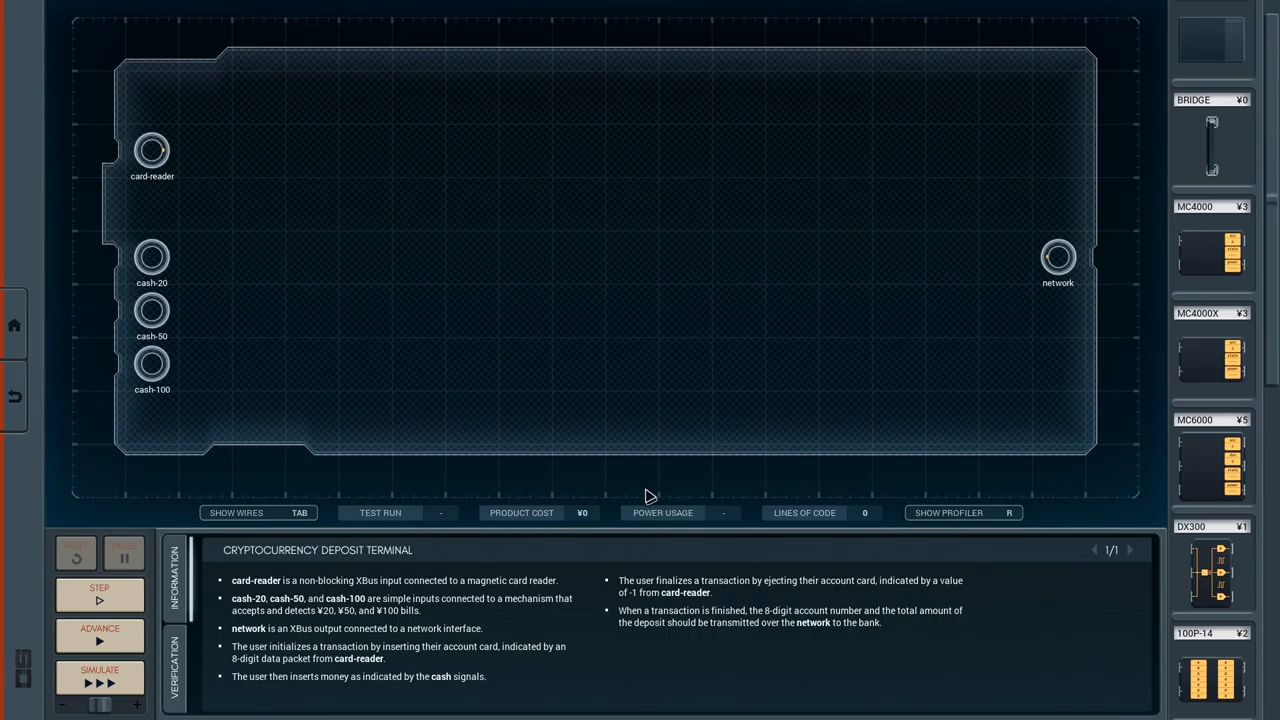 card-reader
cash-20
cash-50
cash-100
network
BRIDGE ¥0
MC4000 ¥3
MC4000X ¥3
MC6000 ¥5
DX300 ¥1
100P-14 ¥2
SHOW WIRES TAB
TEST RUN -
PRODUCT COST ¥0
POWER USAGE -
LINES OF CODE 0
SHOW PROFILER R
RESET
PAUSE
STEP
ADVANCE
SIMULATE
- +
INFORMATION
VERIFICATION
CRYPTOCURRENCY DEPOSIT TERMINAL
1/1
card-reader is a non-blocking XBus input connected to a magnetic card reader.
cash-20, cash-50, and cash-100 are simple inputs connected to a mechanism that
accepts and detects ¥20, ¥50, and ¥100 bills.
network is an XBus output connected to a network interface.
The user initializes a transaction by inserting their account card, indicated by an
8-digit data packet from card-reader.
The user then inserts money as indicated by the cash signals.
The user finalizes a transaction by ejecting their account card, indicated by a value
of -1 from card-reader.
When a transaction is finished, the 8-digit account number and the total amount of
the deposit should be transmitted over the network to the bank.